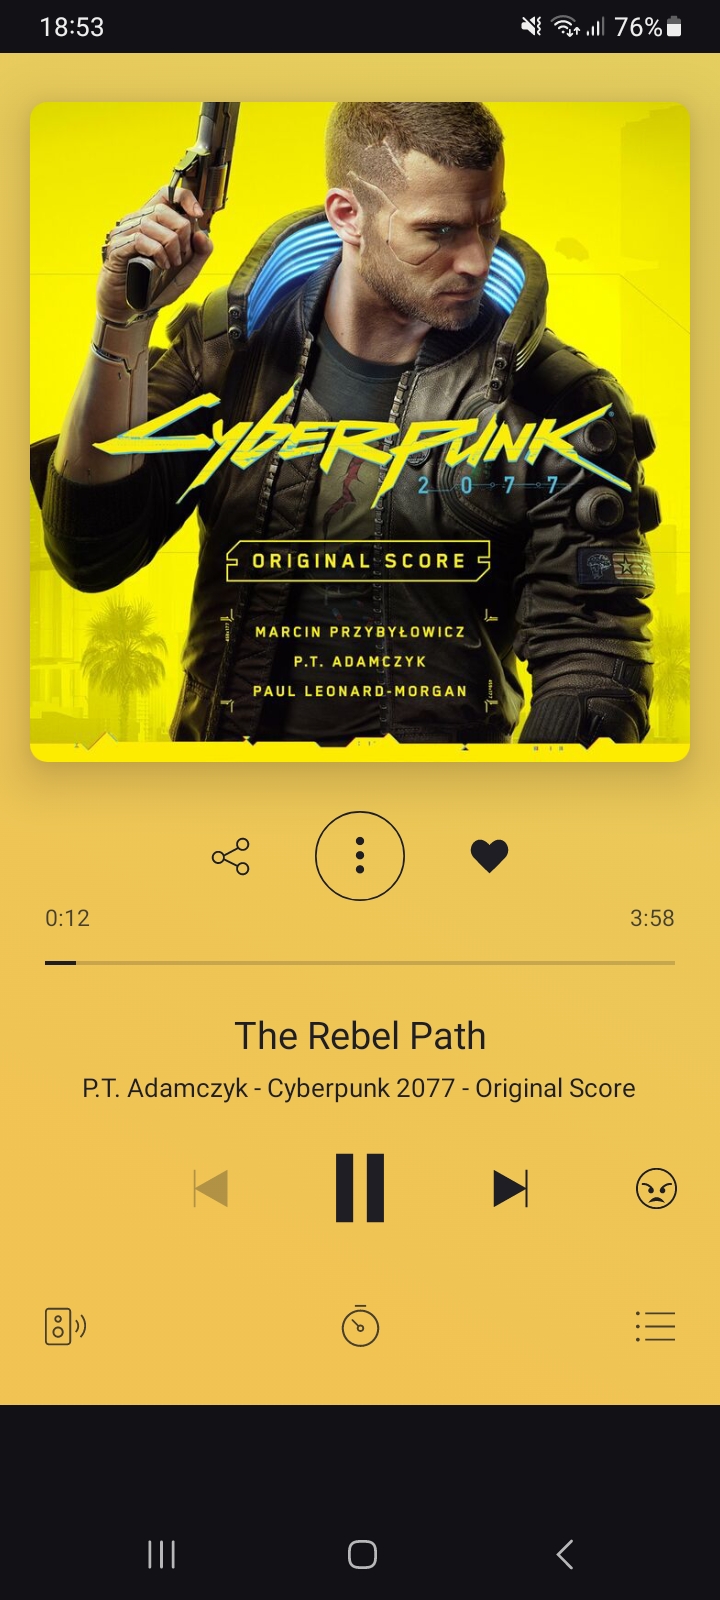 18:53 76%
CYBERPUNK
2077
ORIGINAL SCORE
MARCIN PRZYBYŁOWICZ
P.T. ADAMCZYK
PAUL LEONARD-MORGAN
0:12 3:58
The Rebel Path
P.T. Adamczyk - Cyberpunk 2077 - Original Score